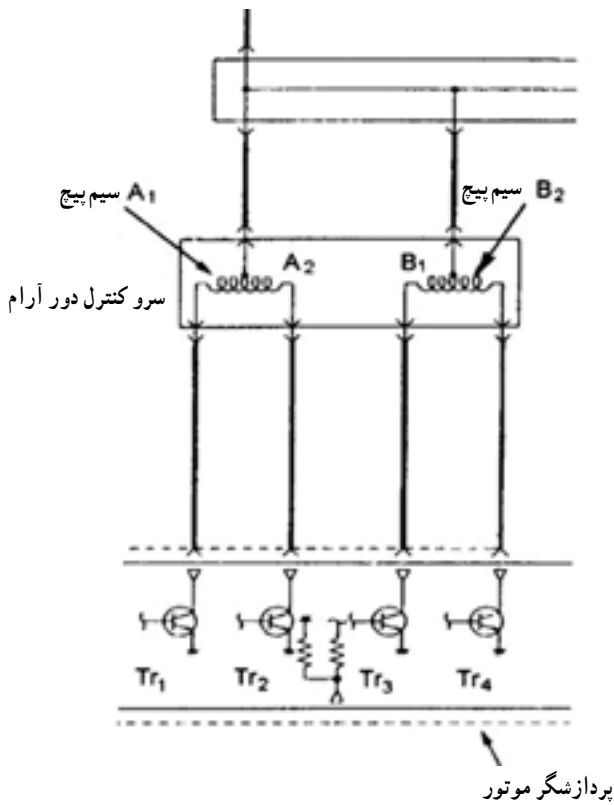 سیم پیچ A₁
سیم پیچ B₂
A₂
B₁
سرو کنترل دور آرام
Tr₁
Tr₂
Tr₃
Tr₄
پردازشگر موتور